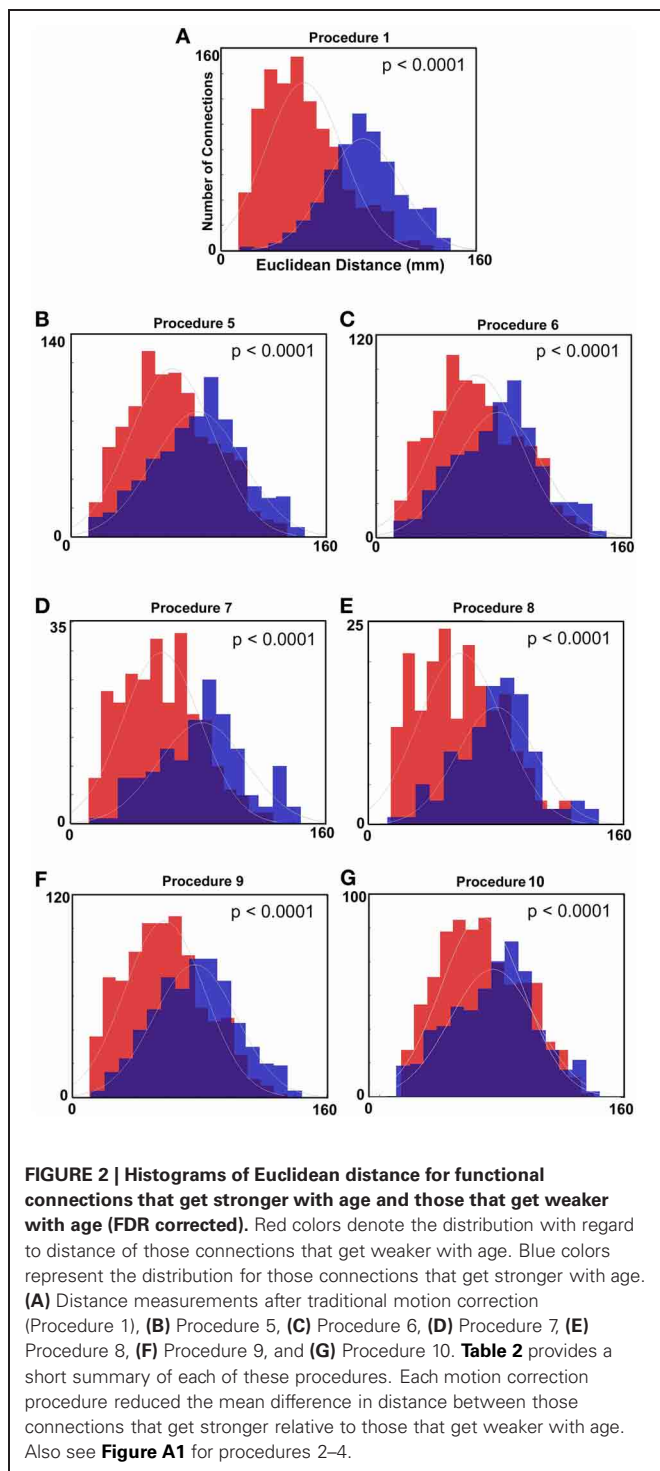 A
Procedure 1
160
p < 0.0001
Number of Connections
0
0
160
Euclidean Distance (mm)
B
Procedure 5
140
p < 0.0001
0
0
160
C
Procedure 6
120
p < 0.0001
0
0
160
D
Procedure 7
35
p < 0.0001
0
0
160
E
Procedure 8
25
p < 0.0001
0
0
160
F
Procedure 9
120
p < 0.0001
0
0
160
G
Procedure 10
100
p < 0.0001
0
0
160
FIGURE 2 | Histograms of Euclidean distance for functional
connections that get stronger with age and those that get weaker
with age (FDR corrected). Red colors denote the distribution with regard
to distance of those connections that get weaker with age. Blue colors
represent the distribution for those connections that get stronger with age.
(A) Distance measurements after traditional motion correction
(Procedure 1), (B) Procedure 5, (C) Procedure 6, (D) Procedure 7, (E)
Procedure 8, (F) Procedure 9, and (G) Procedure 10. Table 2 provides a
short summary of each of these procedures. Each motion correction
procedure reduced the mean difference in distance between those
connections that get stronger relative to those that get weaker with age.
Also see Figure A1 for procedures 2–4.